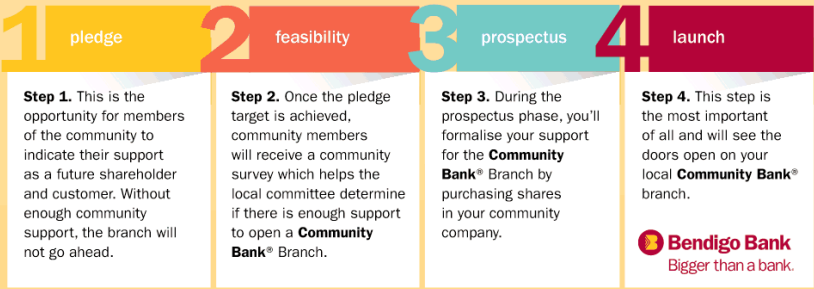 1 pledge
Step 1. This is the
opportunity for members
of the community to
indicate their support
as a future shareholder
and customer. Without
enough community
support, the branch will
not go ahead.
2 feasibility
Step 2. Once the pledge
target is achieved,
community members
will receive a community
survey which helps the
local committee determine
if there is enough support
to open a Community
Bank® Branch.
3 prospectus
Step 3. During the
prospectus phase, you'll
formalise your support
for the Community
Bank® Branch by
purchasing shares
in your community
company.
4 launch
Step 4. This step is
the most important
of all and will see the
doors open on your
local Community Bank®
branch.
Bendigo Bank
Bigger than a bank.